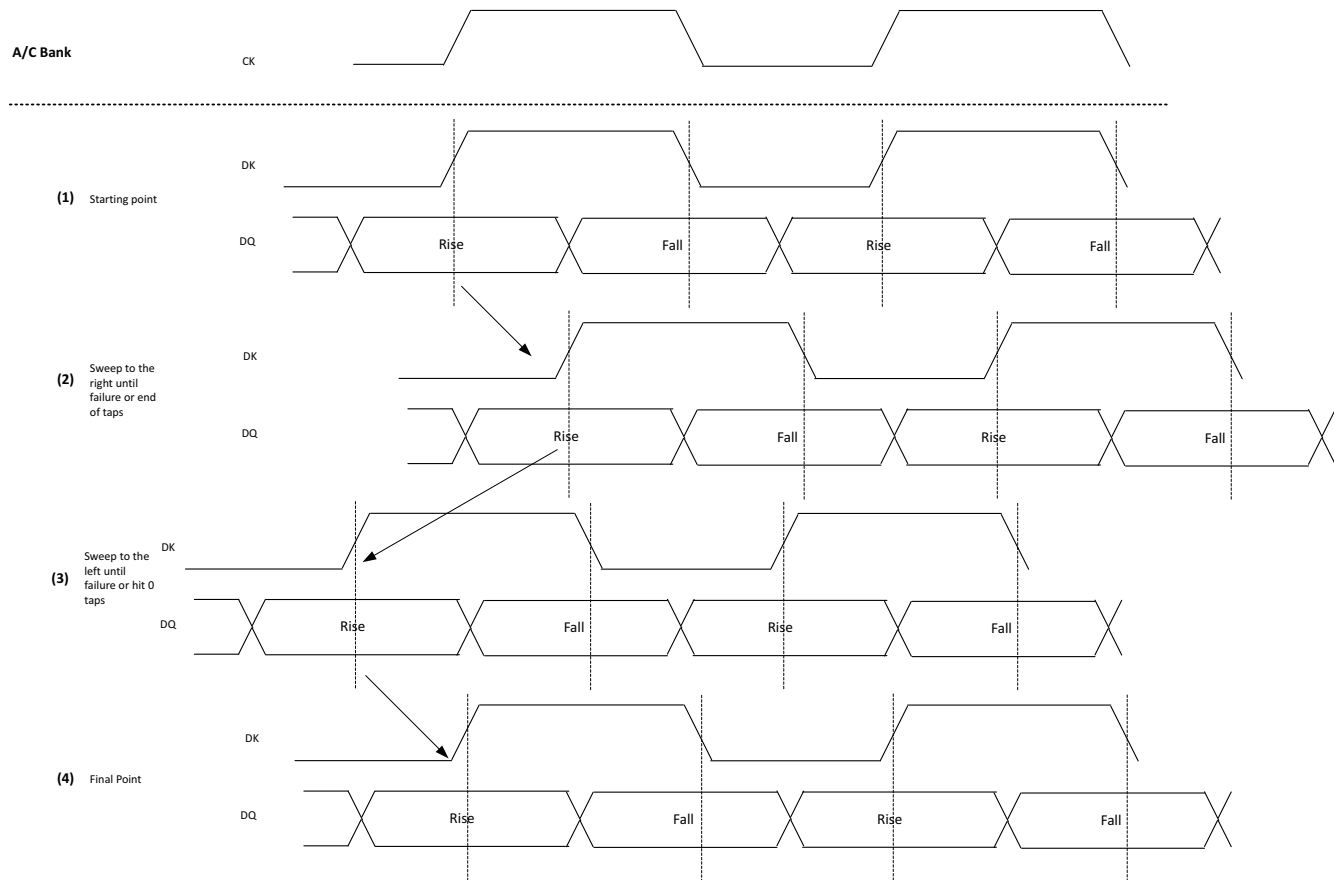 A/C Bank
CK
DK
(1) Starting point
DQ
Rise Fall Rise Fall
DK
(2) Sweep to the
right until
failure or end
of taps
DQ
Rise Fall Rise Fall
DK
(3) Sweep to the
left until
failure or hit 0
taps
DQ
Rise Fall Rise Fall
DK
(4) Final Point
DQ
Rise Fall Rise Fall